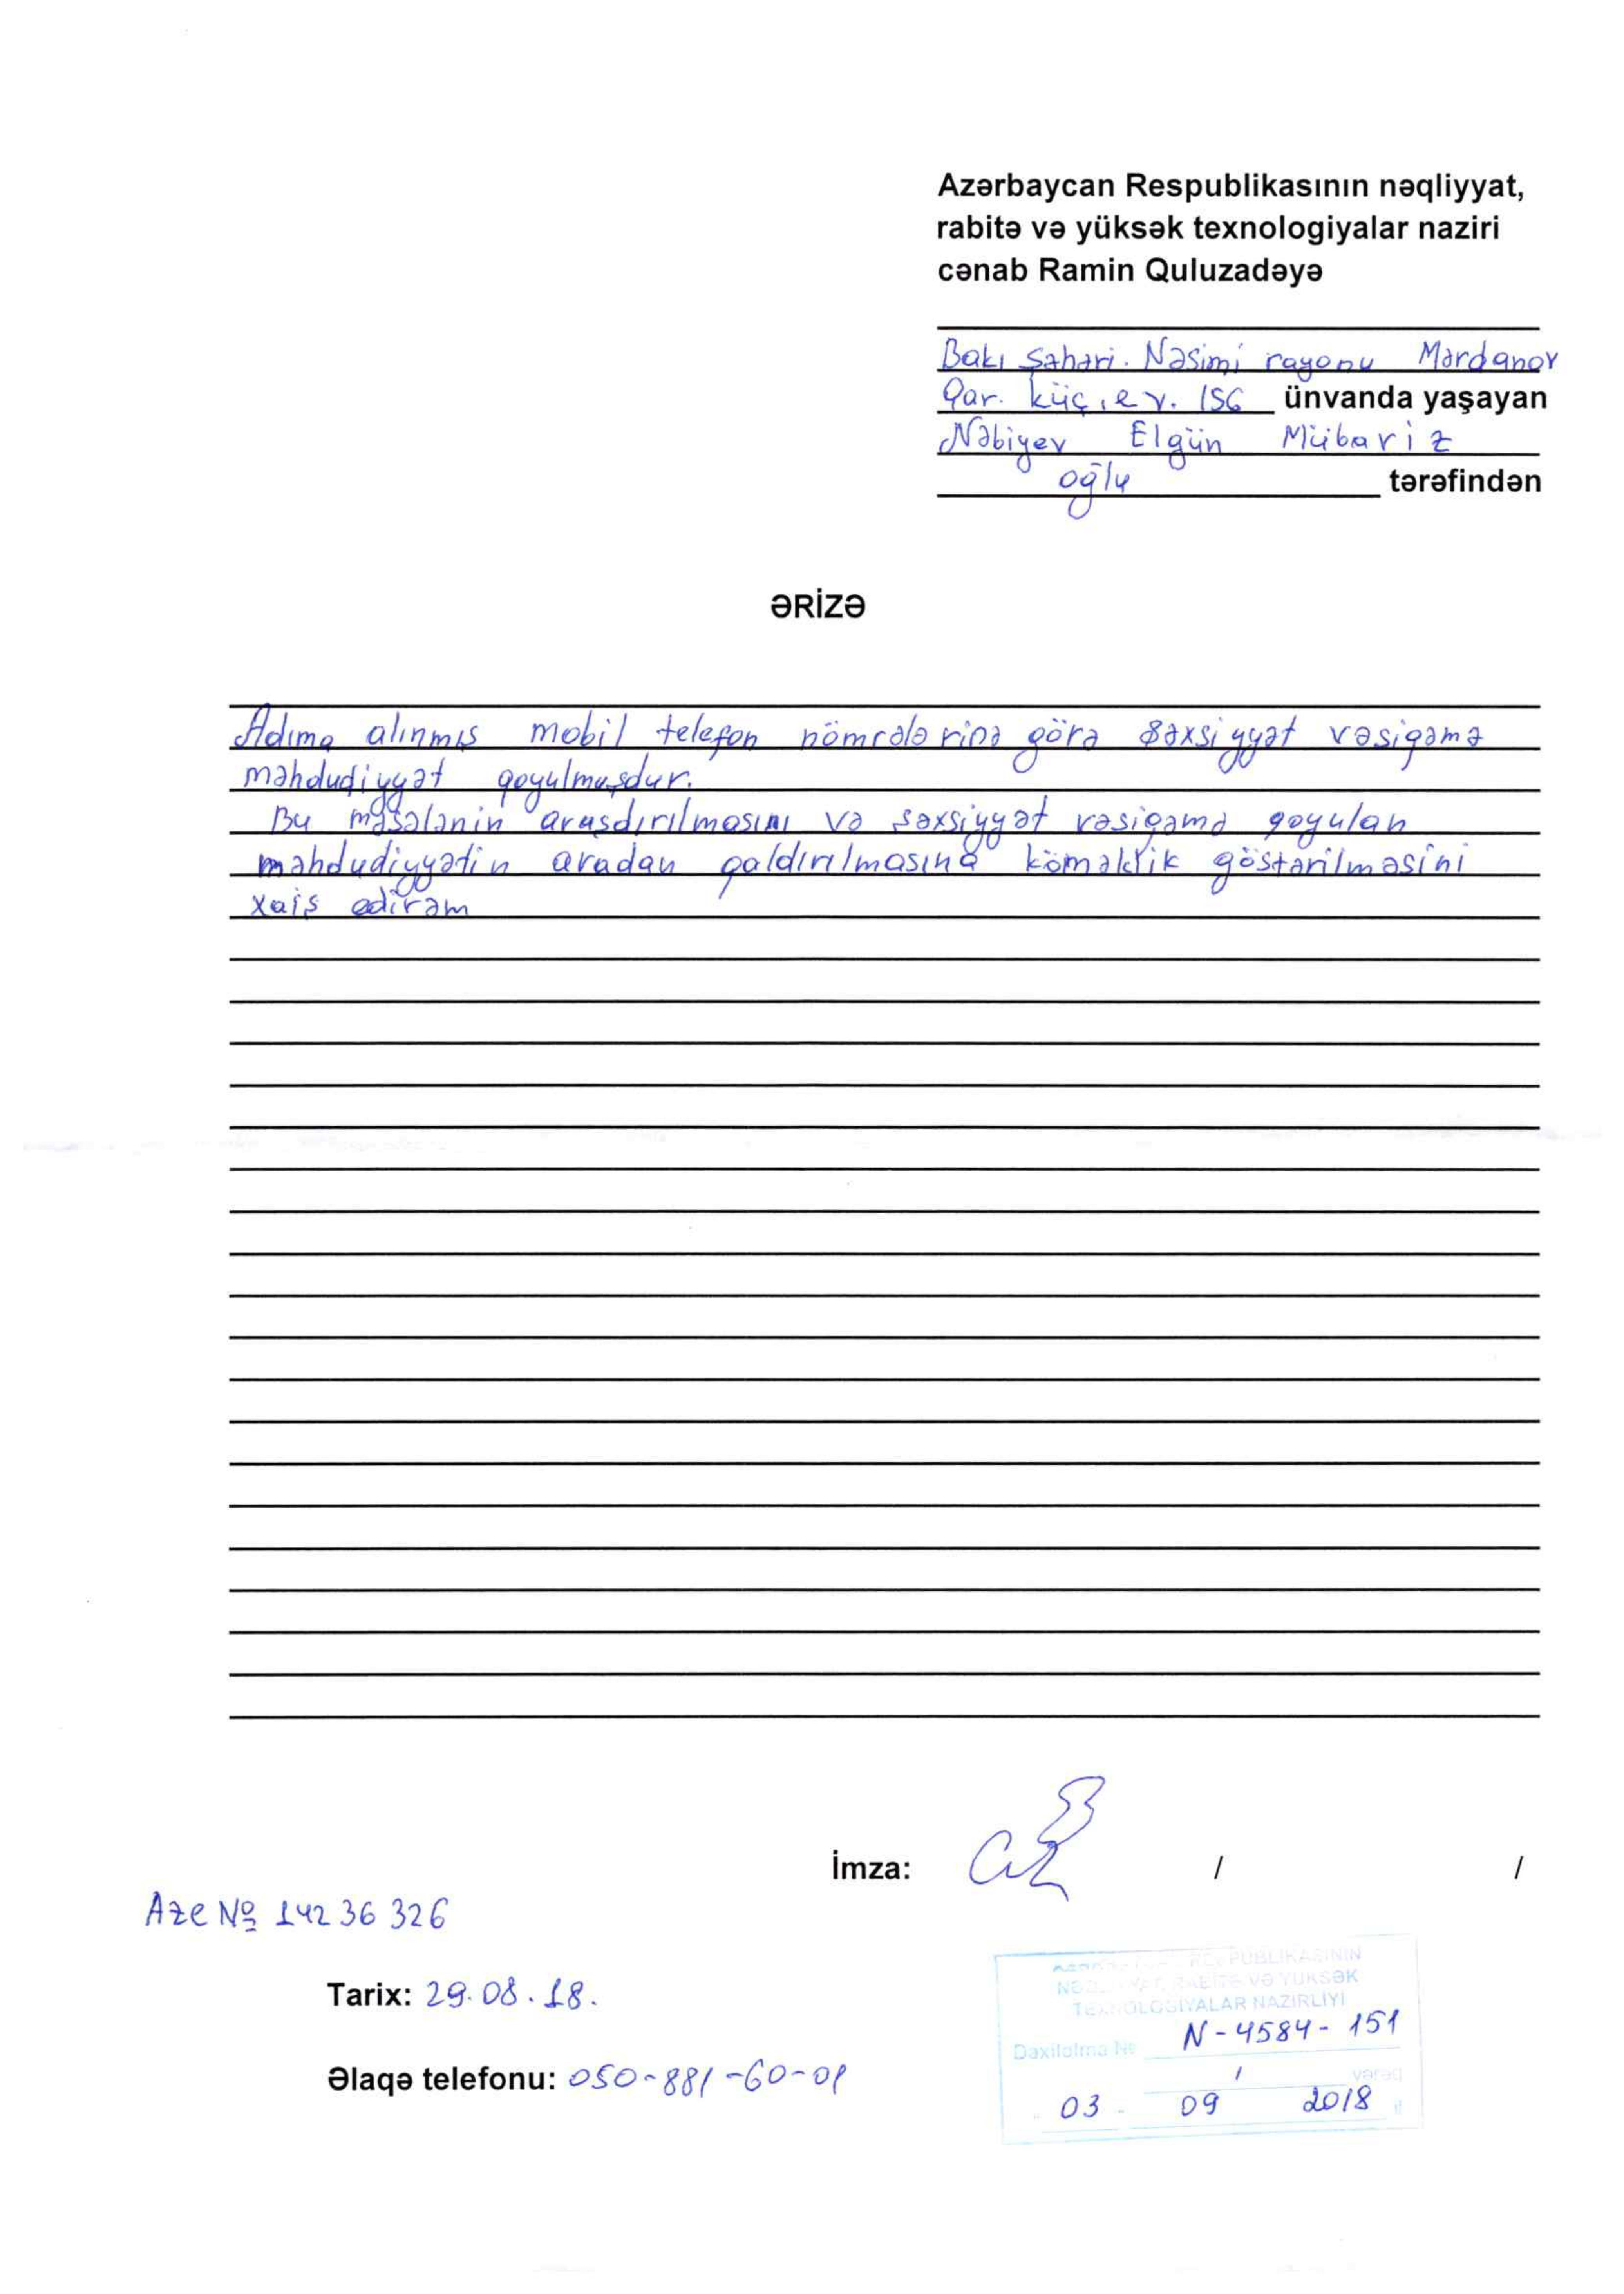 Azərbaycan Respublikasının nəqliyyat,
rabitə və yüksək texnologiyalar naziri
cənab Ramin Quluzadəyə
Bakı şəhəri. Nəsimi rayonu Mərdanov
Qar. küç, ev. 156 ünvanda yaşayan
Nəbiyev Elgün Mübariz
oğlu tərəfindən
ƏRİZƏ
Adıma alınmış mobil telefon nömrələrinə görə şəxsiyyət vəsiqəmə
məhdudiyyət qoyulmuşdur.
Bu məsələnin araşdırılmasını və şəxsiyyət vəsiqəmə qoyulan
məhdudiyyətin aradan qaldırılmasına köməklik göstərilməsini
xaiş edirəm
İmza: / /
Aze № 14236326
Tarix: 29.08.18.
Əlaqə telefonu: 050-881-60-01
RESPUBLİKASININ
NƏQLİYYAT, RABİTƏ VƏ YÜKSƏK
TEXNOLOGİYALAR NAZİRLİYİ
Daxilolma № N-4584-151
1 vərəq
03 09 2018 il